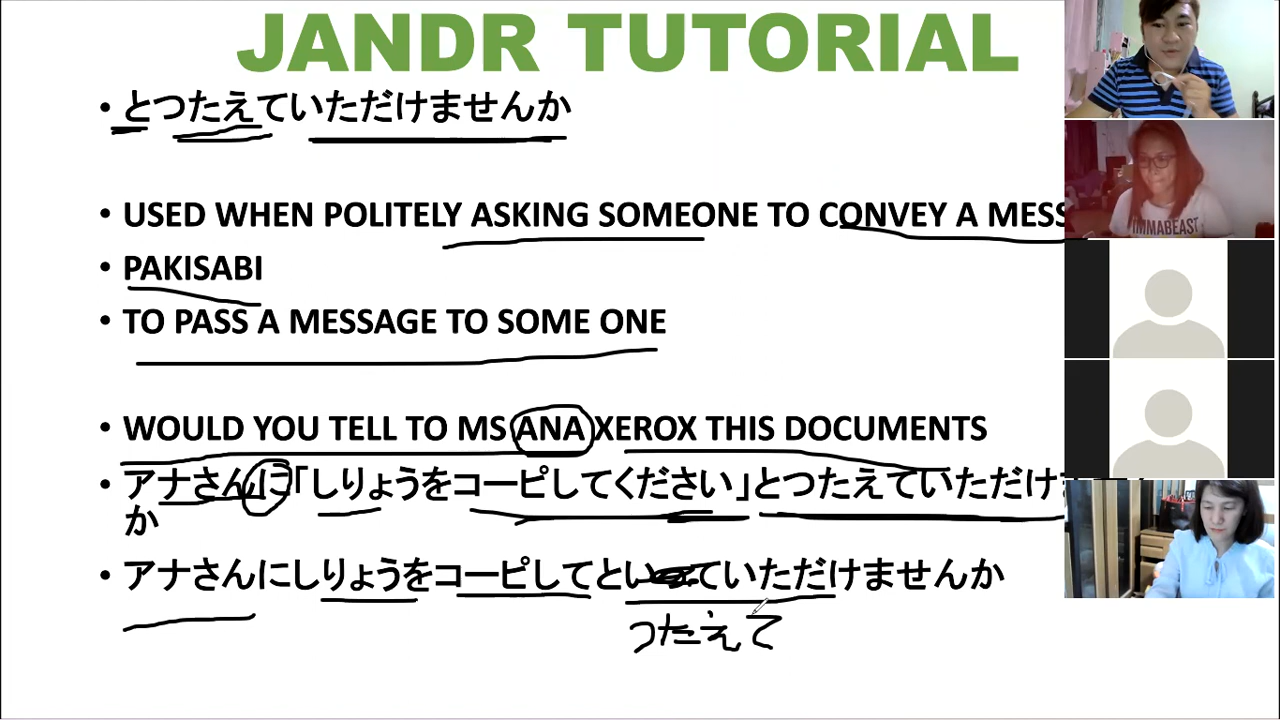 JANDR TUTORIAL
• とつたえていただけませんか
• USED WHEN POLITELY ASKING SOMEONE TO CONVEY A MESS
• PAKISABI
• TO PASS A MESSAGE TO SOME ONE
• WOULD YOU TELL TO MS ANA XEROX THIS DOCUMENTS
• アナさんに「しりょうをコーピしてください」とつたえていただけ
か
• アナさんにしりょうをコーピしてといっていただけませんか
つたえて
IMMABEAST